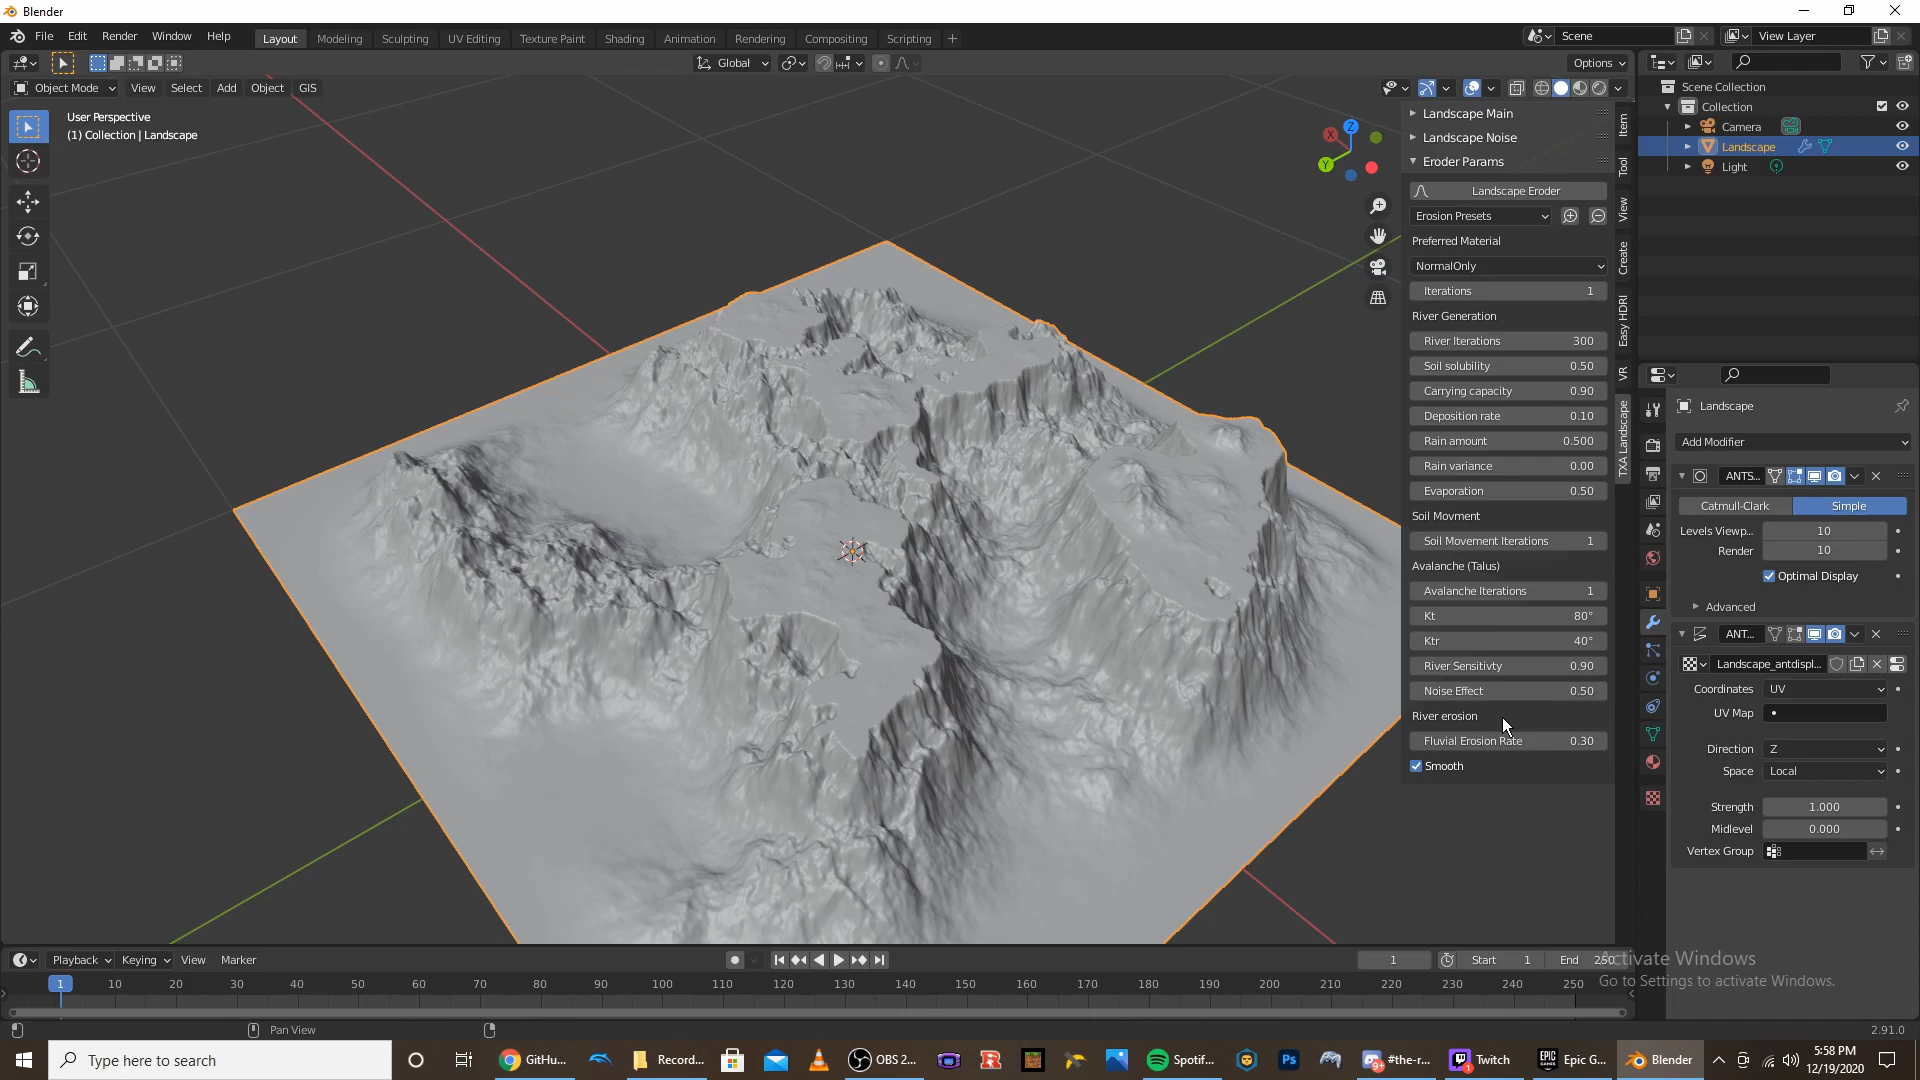 Blender
File Edit Render Window Help
Layout Modeling Sculpting UV Editing Texture Paint Shading Animation Rendering Compositing Scripting +
Scene
View Layer
Global
Options
Object Mode View Select Add Object GIS
User Perspective
(1) Collection | Landscape
X
Y
Z
Landscape Main
Landscape Noise
Eroder Params
Landscape Eroder
Erosion Presets
Preferred Material
NormalOnly
Iterations 1
River Generation
River Iterations 300
Soil solubility 0.50
Carrying capacity 0.90
Deposition rate 0.10
Rain amount 0.500
Rain variance 0.00
Evaporation 0.50
Soil Movment
Soil Movement Iterations 1
Avalanche (Talus)
Avalanche Iterations 1
Kt 80°
Ktr 40°
River Sensitivty 0.90
Noise Effect 0.50
River erosion
Fluvial Erosion Rate 0.30
Smooth
Item
Tool
View
Create
Easy HDRI
VR
TXA Landscape
Scene Collection
Collection
Camera
Landscape
Light
Landscape
Add Modifier
ANTS...
Catmull-Clark Simple
Levels Viewp... 10
Render 10
Optimal Display
Advanced
ANT...
Landscape_antdispl...
Coordinates UV
UV Map
Direction Z
Space Local
Strength 1.000
Midlevel 0.000
Vertex Group
Playback Keying View Marker
1 Start 1 End 250
Activate Windows
Go to Settings to activate Windows.
1 10 20 30 40 50 60 70 80 90 100 110 120 130 140 150 160 170 180 190 200 210 220 230 240 250
Pan View
2.91.0
Type here to search
GitHu...
Record...
OBS 2...
Spotif...
Ps
9+
#the-r...
1
Twitch
EPIC
GAMES
Epic G...
Blender
5:58 PM
12/19/2020